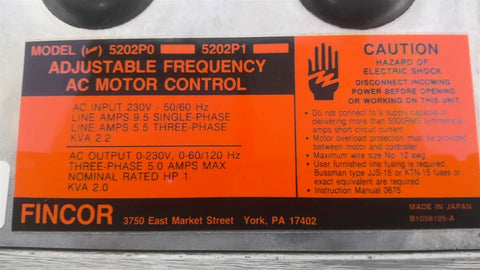 MODEL (✓) 5202P0 5202P1
ADJUSTABLE FREQUENCY
AC MOTOR CONTROL
AC INPUT 230V - 50/60 Hz
LINE AMPS 9.5 SINGLE-PHASE
LINE AMPS 5.5 THREE-PHASE
KVA 2.2
AC OUTPUT 0-230V, 0-60/120 Hz
THREE-PHASE 5.0 AMPS MAX
NOMINAL RATED HP 1
KVA 2.0
CAUTION
HAZARD OF
ELECTRIC SHOCK
DISCONNECT INCOMING
POWER BEFORE OPENING
OR WORKING ON THIS UNIT
• Do not connect to a supply capable of
delivering more than 5000RMS symmetrical
amps short circuit current
• Motor overload protection must be provided
between motor and controller
• Maximum wire size No. 12 awg
• User furnished line fusing is required.
Bussman type JJS-15 or KTN-15 fuses or
exact equivalent are required
• Instruction Manual 0675
FINCOR 3750 East Market Street York, PA 17402
MADE IN JAPAN
B1056105-A